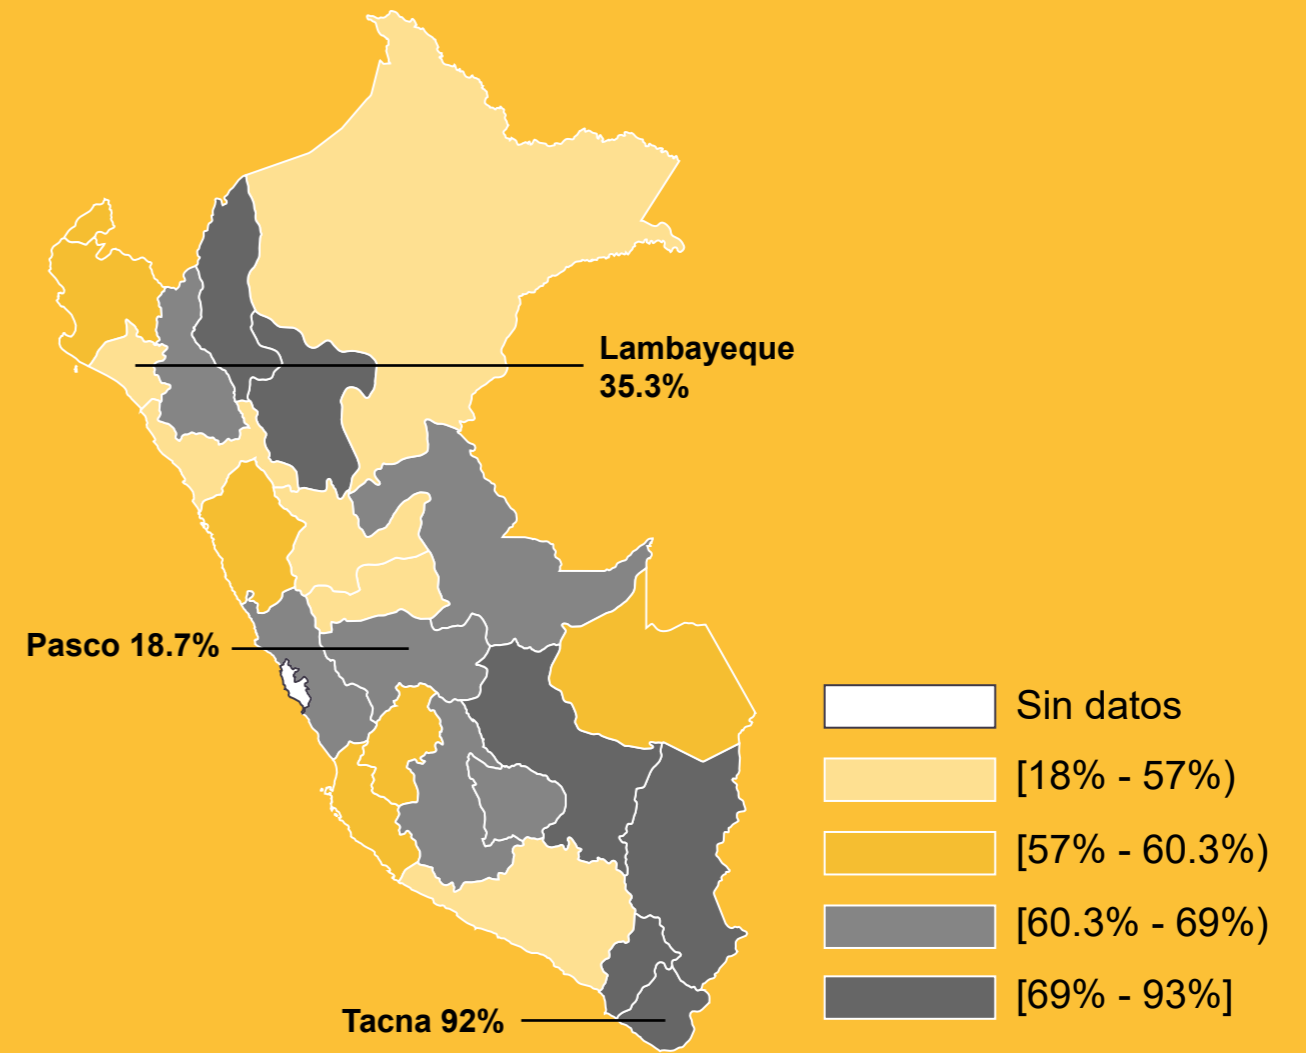 Lambayeque
35.3%
Pasco 18.7%
Sin datos
[18% - 57%)
[57% - 60.3%)
[60.3% - 69%)
[69% - 93%]
Tacna 92%